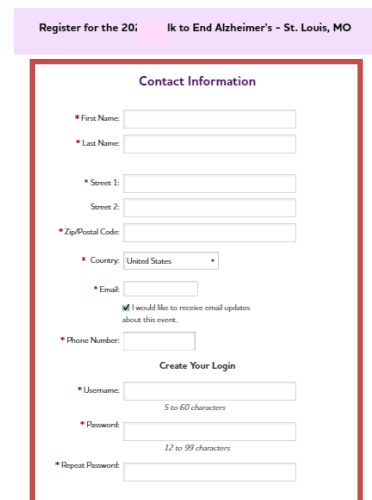 Register for the 202 lk to End Alzheimer's - St. Louis, MO
Contact Information
* First Name:
* Last Name:
* Street 1:
Street 2:
* Zip/Postal Code:
* Country: United States
* Email:
I would like to receive email updates
about this event.
* Phone Number:
Create Your Login
* Username:
5 to 60 characters
* Password:
12 to 99 characters
* Repeat Password: